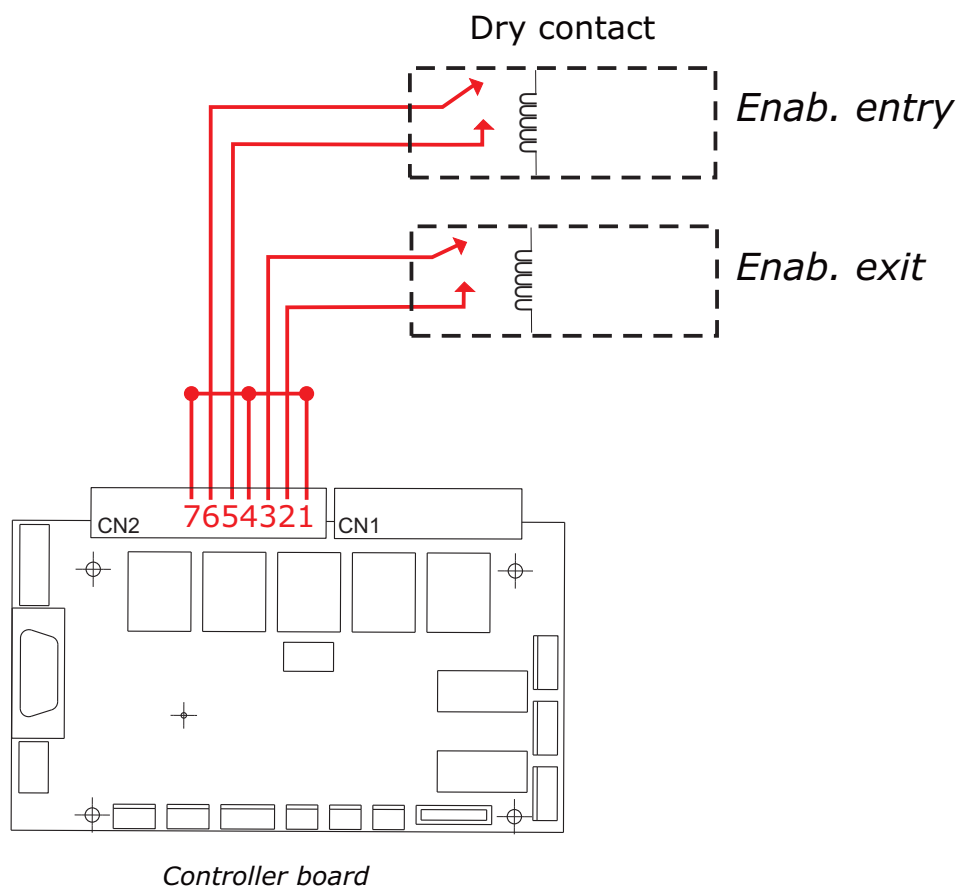 Dry contact
Enab. entry
Enab. exit
CN2 7654321 CN1
Controller board